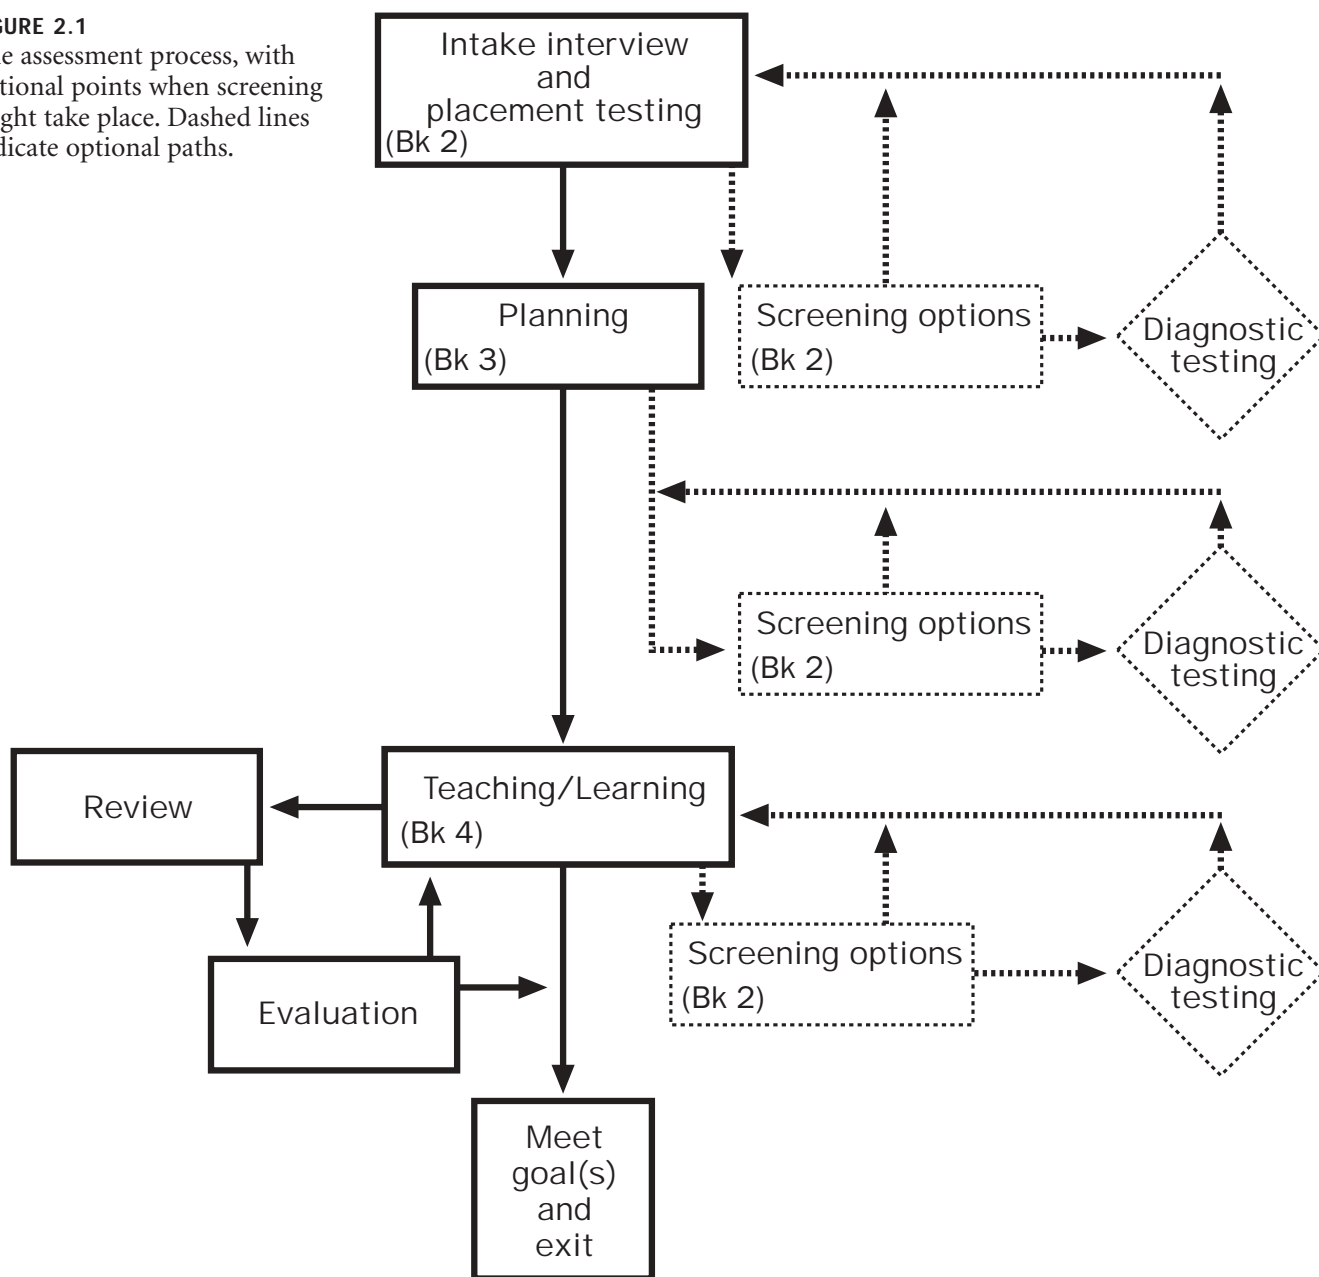 GURE 2.1
e assessment process, with
tional points when screening
ght take place. Dashed lines
dicate optional paths.
Intake interview
and
placement testing
(Bk 2)
Planning
(Bk 3)
Screening options
(Bk 2)
Diagnostic
testing
Screening options
(Bk 2)
Diagnostic
testing
Review
Teaching/Learning
(Bk 4)
Evaluation
Screening options
(Bk 2)
Diagnostic
testing
Meet
goal(s)
and
exit